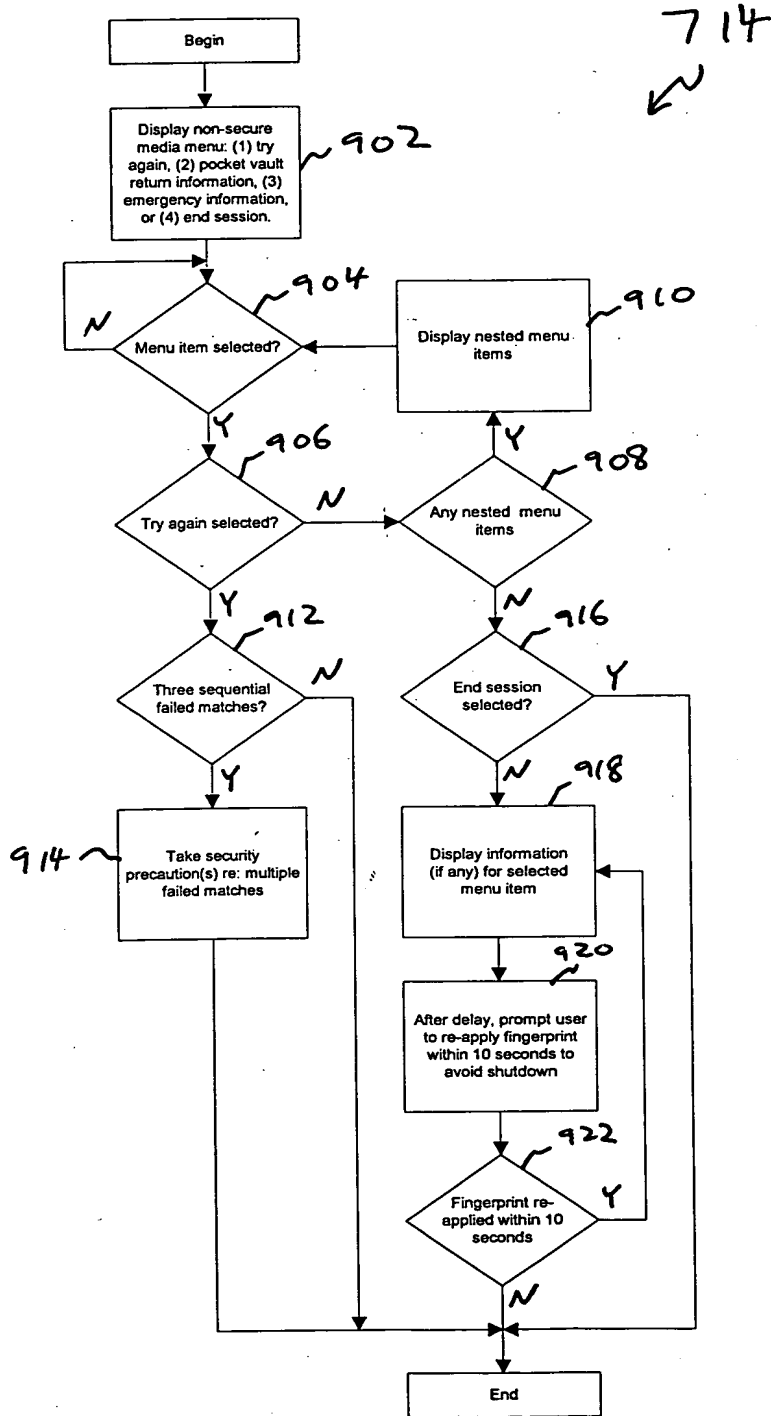 714
Begin
Display non-secure
media menu: (1) try
again, (2) pocket vault
return information, (3)
emergency information,
or (4) end session.
902
904
Menu item selected?
N
Y
910
Display nested menu
items
906
Try again selected?
N
Y
908
Any nested menu
items
Y
N
912
Three sequential
failed matches?
N
Y
916
End session
selected?
Y
N
914
Take security
precaution(s) re: multiple
failed matches
918
Display information
(if any) for selected
menu item
920
After delay, prompt user
to re-apply fingerprint
within 10 seconds to
avoid shutdown
922
Fingerprint re-
applied within 10
seconds
Y
N
End